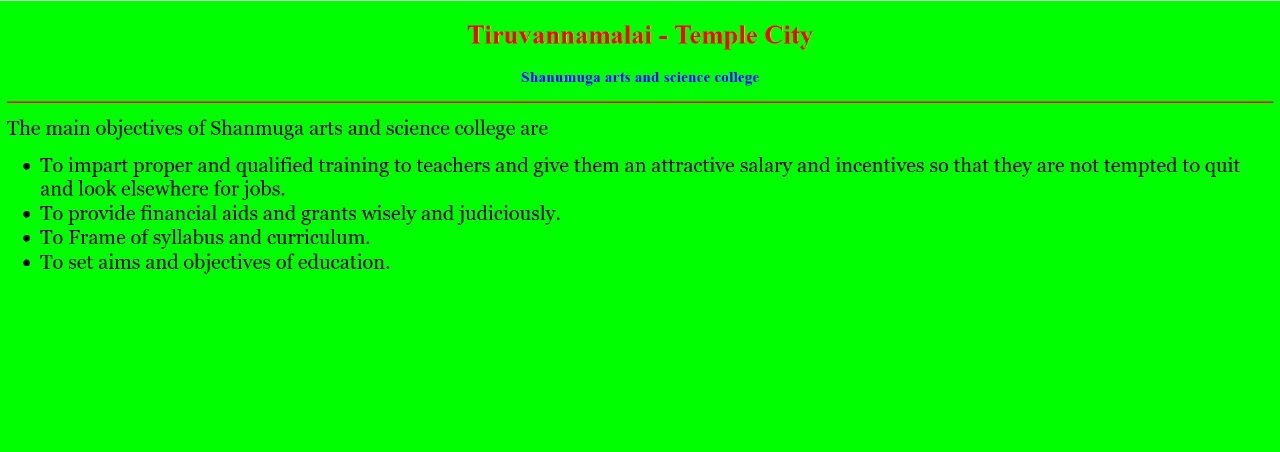 Tiruvannamalai - Temple City
Shanumuga arts and science college
The main objectives of Shanmuga arts and science college are
• To impart proper and qualified training to teachers and give them an attractive salary and incentives so that they are not tempted to quit
and look elsewhere for jobs.
• To provide financial aids and grants wisely and judiciously.
• To Frame of syllabus and curriculum.
• To set aims and objectives of education.